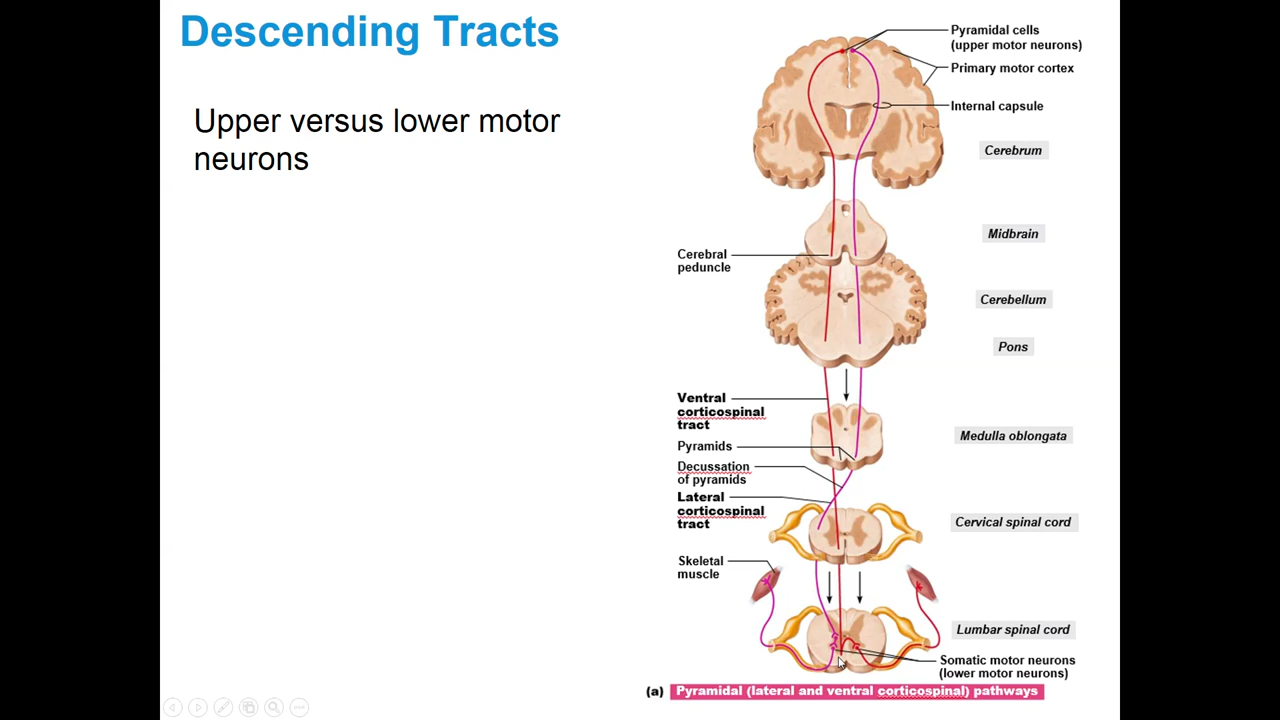 Descending Tracts
Upper versus lower motor
neurons
Pyramidal cells
(upper motor neurons)
Primary motor cortex
Internal capsule
Cerebrum
Midbrain
Cerebral
peduncle
Cerebellum
Pons
Ventral
corticospinal
tract
Pyramids
Medulla oblongata
Decussation
of pyramids
Lateral
corticospinal
tract
Cervical spinal cord
Skeletal
muscle
Lumbar spinal cord
Somatic motor neurons
(lower motor neurons)
(a) Pyramidal (lateral and ventral corticospinal) pathways